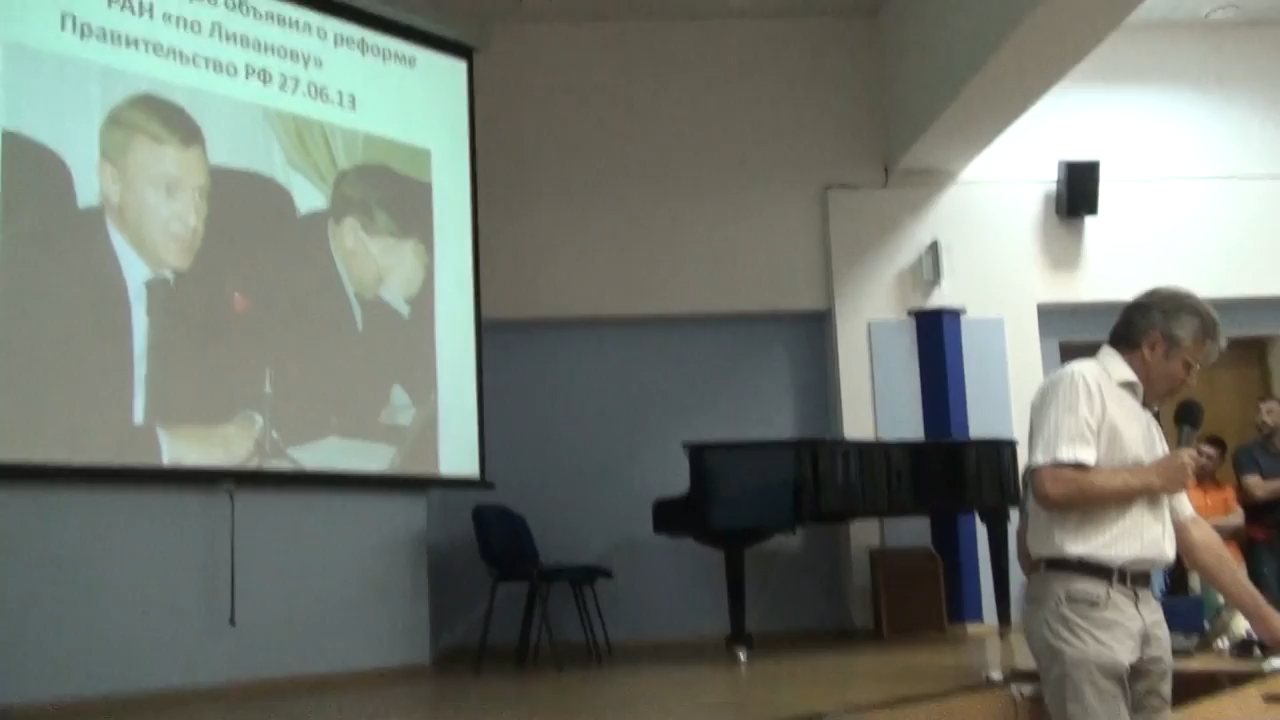 объявил о реформе
РАН «по Ливанову»
Правительство РФ 27.06.13